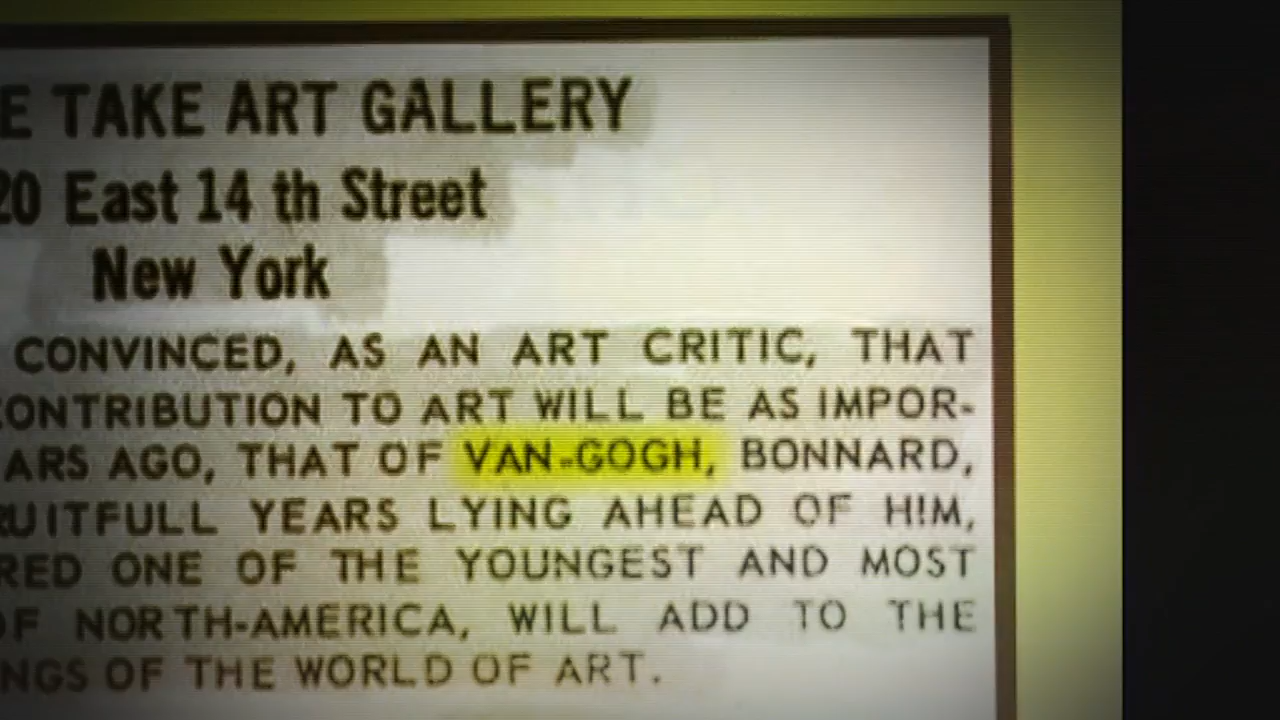 E TAKE ART GALLERY
20 East 14 th Street
New York
CONVINCED, AS AN ART CRITIC, THAT
CONTRIBUTION TO ART WILL BE AS IMPOR-
ARS AGO, THAT OF VAN-GOGH, BONNARD,
RUITFULL YEARS LYING AHEAD OF HIM,
RED ONE OF THE YOUNGEST AND MOST
OF NORTH-AMERICA, WILL ADD TO THE
NGS OF THE WORLD OF ART.